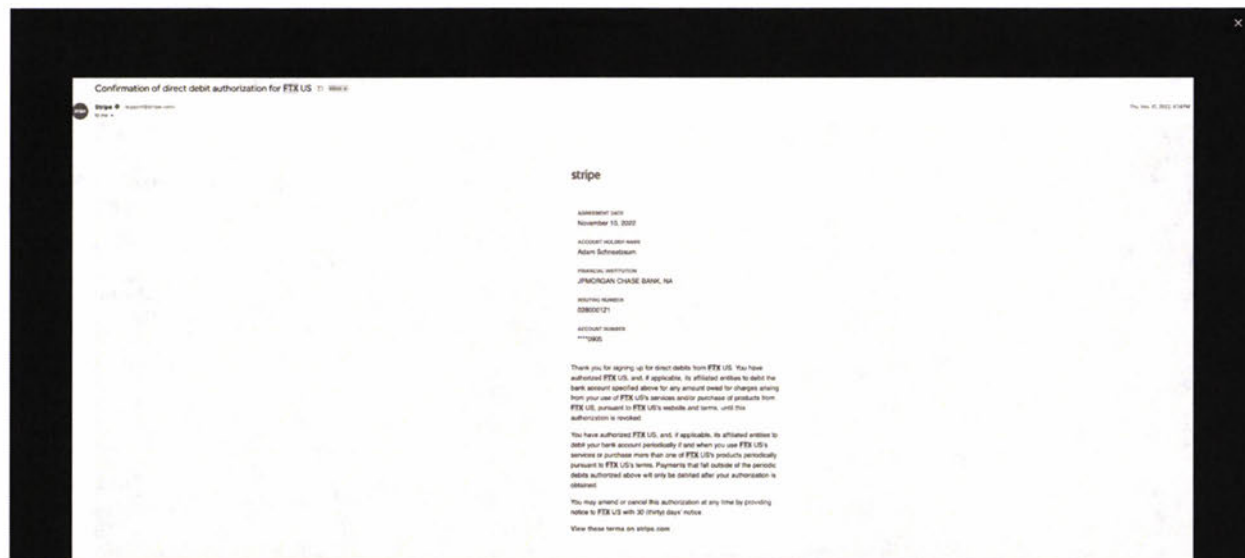 Confirmation of direct debit authorization for FTX US
Stripe
to me
Thu, Nov 10, 2022,
stripe
AGREEMENT DATE
November 10, 2022
ACCOUNT HOLDER NAME
Adam Schneebaum
FINANCIAL INSTITUTION
JPMORGAN CHASE BANK, NA
ROUTING NUMBER
ACCOUNT NUMBER
****0905
Thank you for signing up for direct debits from FTX US. You have
authorized FTX US, and, if applicable, its affiliated entities to debit the
bank account specified above for any amount owed for charges arising
from your use of FTX US's services and/or purchase of products from
FTX US, pursuant to FTX US's website and terms, until this
authorization is revoked.
You have authorized FTX US, and, if applicable, its affiliated entities to
debit your bank account periodically if and when you use FTX US's
services or purchase more than one of FTX US's products periodically
pursuant to FTX US's terms. Payments that fall outside of the periodic
debits authorized above will only be debited after your authorization is
obtained.
You may amend or cancel this authorization at any time by providing
notice to FTX US with 30 (thirty) days' notice.
View these terms on stripe.com